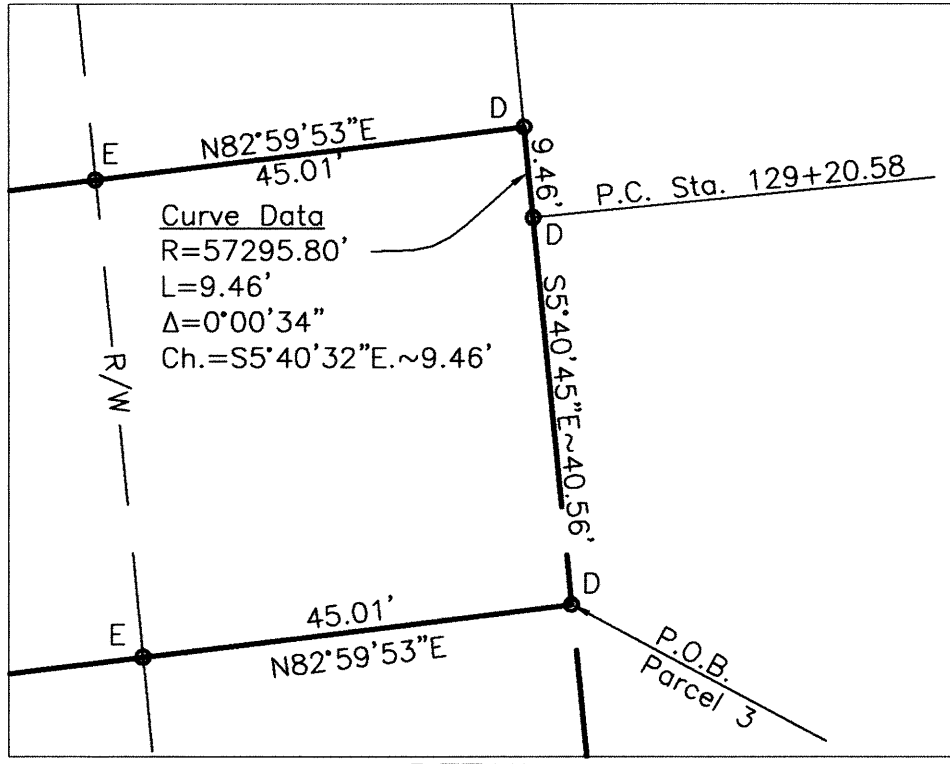 D
N82°59'53"E
E
45.01'
9.46'
P.C. Sta. 129+20.58
D
Curve Data
R=57295.80'
L=9.46'
Δ=0°00'34"
Ch.=S5°40'32"E.~9.46'
S5°40'45"E~40.56'
R/W
D
45.01'
E
N82°59'53"E
P.O.B.
Parcel 3